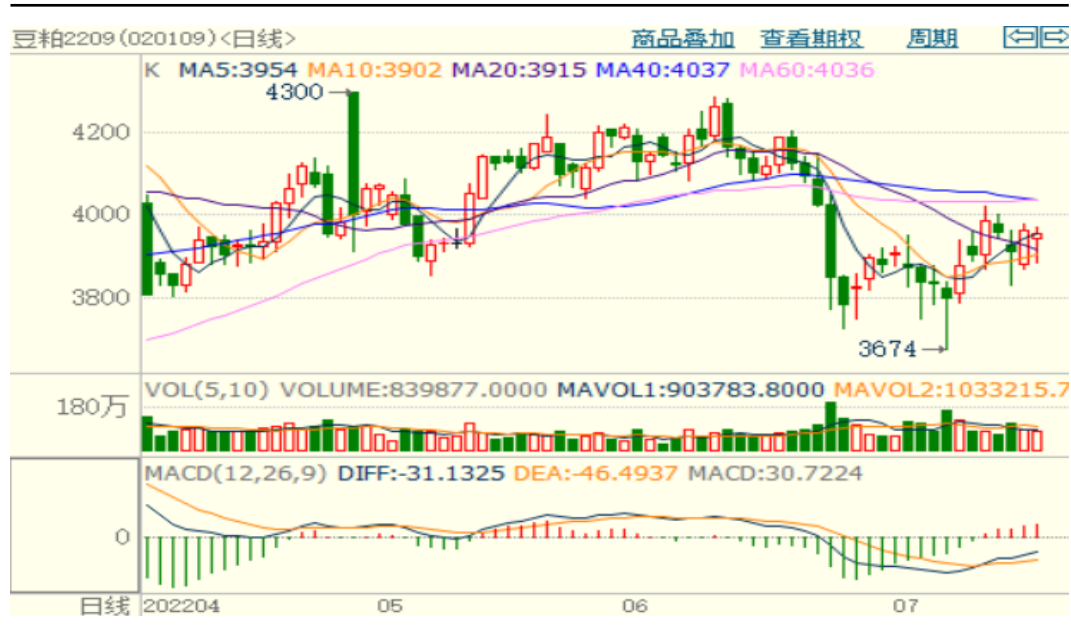 豆粕2209(020109)<日线> 商品叠加 查看期权 周期
K MA5:3954 MA10:3902 MA20:3915 MA40:4037 MA60:4036
4300
4200
4000
3800
3674
VOL(5,10) VOLUME:839877.0000 MAVOL1:903783.8000 MAVOL2:1033215.7
180万
MACD(12,26,9) DIFF:-31.1325 DEA:-46.4937 MACD:30.7224
0
日线 202204 05 06 07